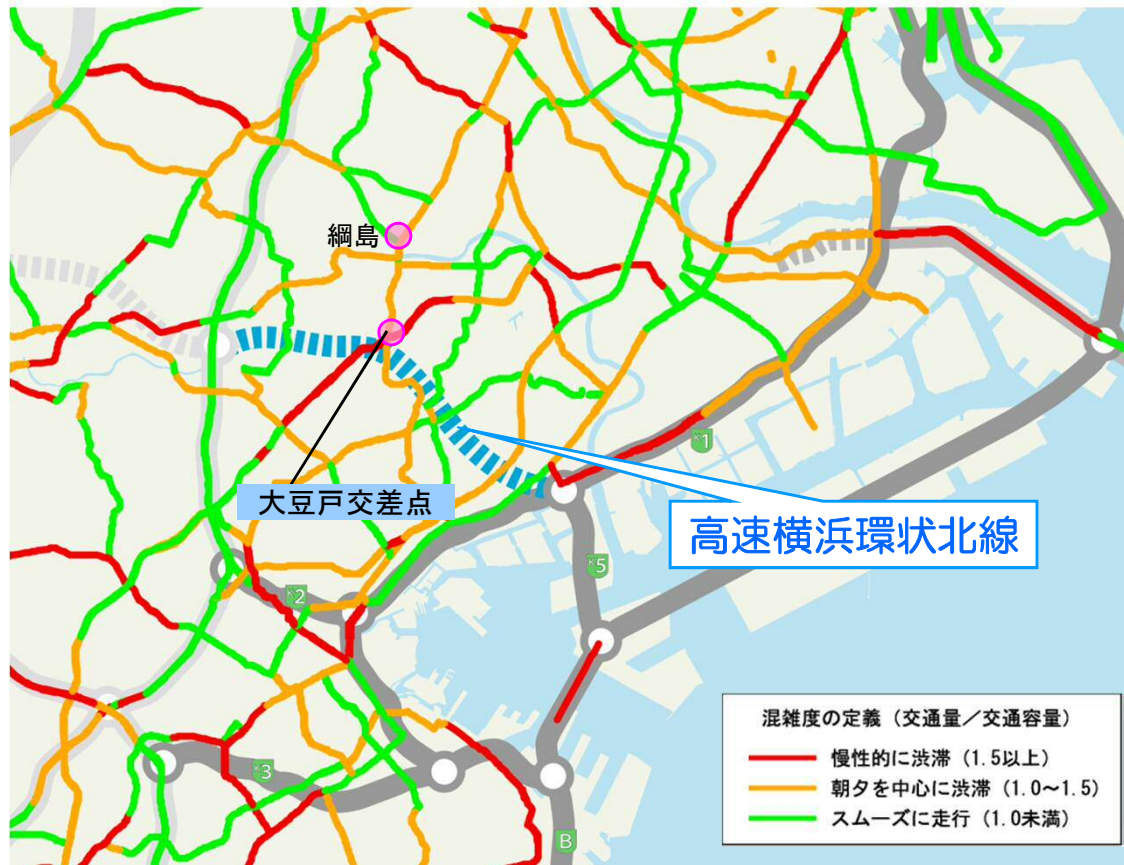 綱島
大豆戸交差点
K1
高速横浜環状北線
K5
K2
K3
B
混雑度の定義（交通量／交通容量）
慢性的に渋滞（1.5以上）
朝夕を中心に渋滞（1.0～1.5）
スムーズに走行（1.0未満）